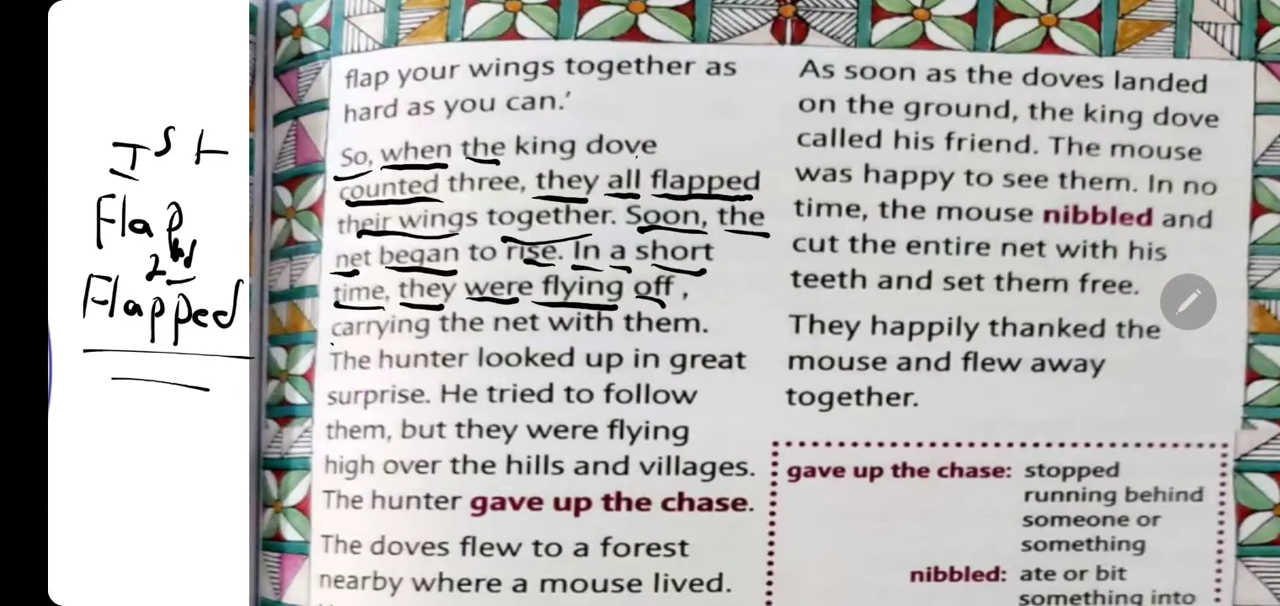 Ist
Flap
2nd
Flapped
flap your wings together as
hard as you can.'
So, when the king dove
counted three, they all flapped
their wings together. Soon, the
net began to rise. In a short
time, they were flying off ,
carrying the net with them.
The hunter looked up in great
surprise. He tried to follow
them, but they were flying
high over the hills and villages.
The hunter gave up the chase.
The doves flew to a forest
nearby where a mouse lived.
As soon as the doves landed
on the ground, the king dove
called his friend. The mouse
was happy to see them. In no
time, the mouse nibbled and
cut the entire net with his
teeth and set them free.
They happily thanked the
mouse and flew away
together.
gave up the chase: stopped
running behind
someone or
something
nibbled: ate or bit
something into